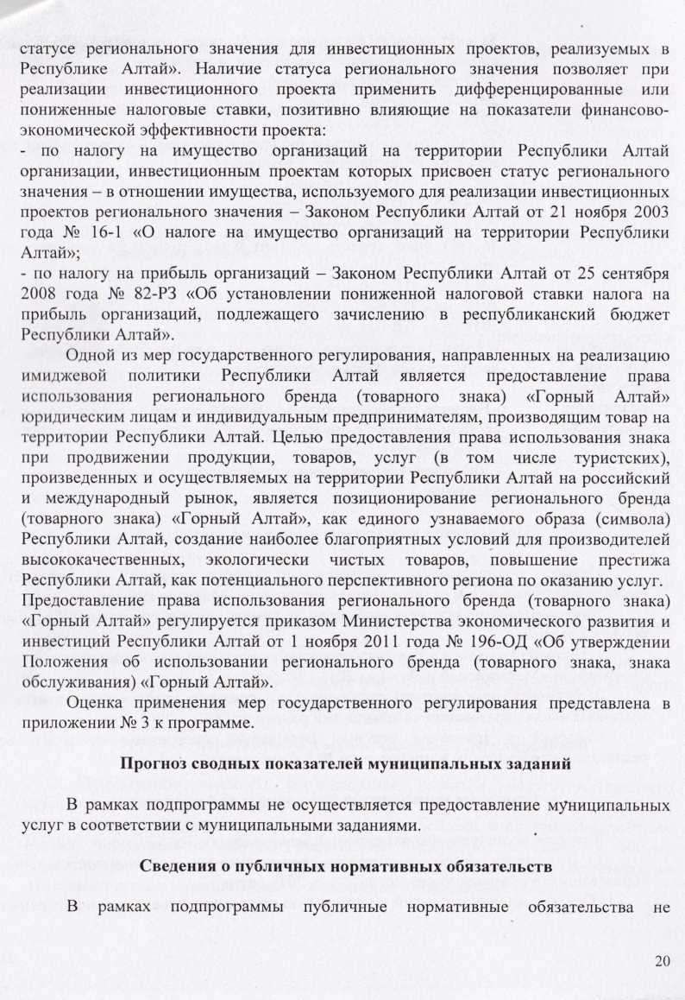 статусе регионального значения для инвестиционных проектов, реализуемых в
Республике Алтай». Наличие статуса регионального значения позволяет при
реализации инвестиционного проекта применить дифференцированные или
пониженные налоговые ставки, позитивно влияющие на показатели финансово-
экономической эффективности проекта:
- по налогу на имущество организаций на территории Республики Алтай
организации, инвестиционным проектам которых присвоен статус регионального
значения – в отношении имущества, используемого для реализации инвестиционных
проектов регионального значения – Законом Республики Алтай от 21 ноября 2003
года № 16-1 «О налоге на имущество организаций на территории Республики
Алтай»;
- по налогу на прибыль организаций – Законом Республики Алтай от 25 сентября
2008 года № 82-РЗ «Об установлении пониженной налоговой ставки налога на
прибыль организаций, подлежащего зачислению в республиканский бюджет
Республики Алтай».
Одной из мер государственного регулирования, направленных на реализацию
имиджевой политики Республики Алтай является предоставление права
использования регионального бренда (товарного знака) «Горный Алтай»
юридическим лицам и индивидуальным предпринимателям, производящим товар на
территории Республики Алтай. Целью предоставления права использования знака
при продвижении продукции, товаров, услуг (в том числе туристских),
произведенных и осуществляемых на территории Республики Алтай на российский
и международный рынок, является позиционирование регионального бренда
(товарного знака) «Горный Алтай», как единого узнаваемого образа (символа)
Республики Алтай, создание наиболее благоприятных условий для производителей
высококачественных, экологически чистых товаров, повышение престижа
Республики Алтай, как потенциального перспективного региона по оказанию услуг.
Предоставление права использования регионального бренда (товарного знака)
«Горный Алтай» регулируется приказом Министерства экономического развития и
инвестиций Республики Алтай от 1 ноября 2011 года № 196-ОД «Об утверждении
Положения об использовании регионального бренда (товарного знака, знака
обслуживания) «Горный Алтай».
Оценка применения мер государственного регулирования представлена в
приложении № 3 к программе.
Прогноз сводных показателей муниципальных заданий
В рамках подпрограммы не осуществляется предоставление муниципальных
услуг в соответствии с муниципальными заданиями.
Сведения о публичных нормативных обязательств
В рамках подпрограммы публичные нормативные обязательства не
20